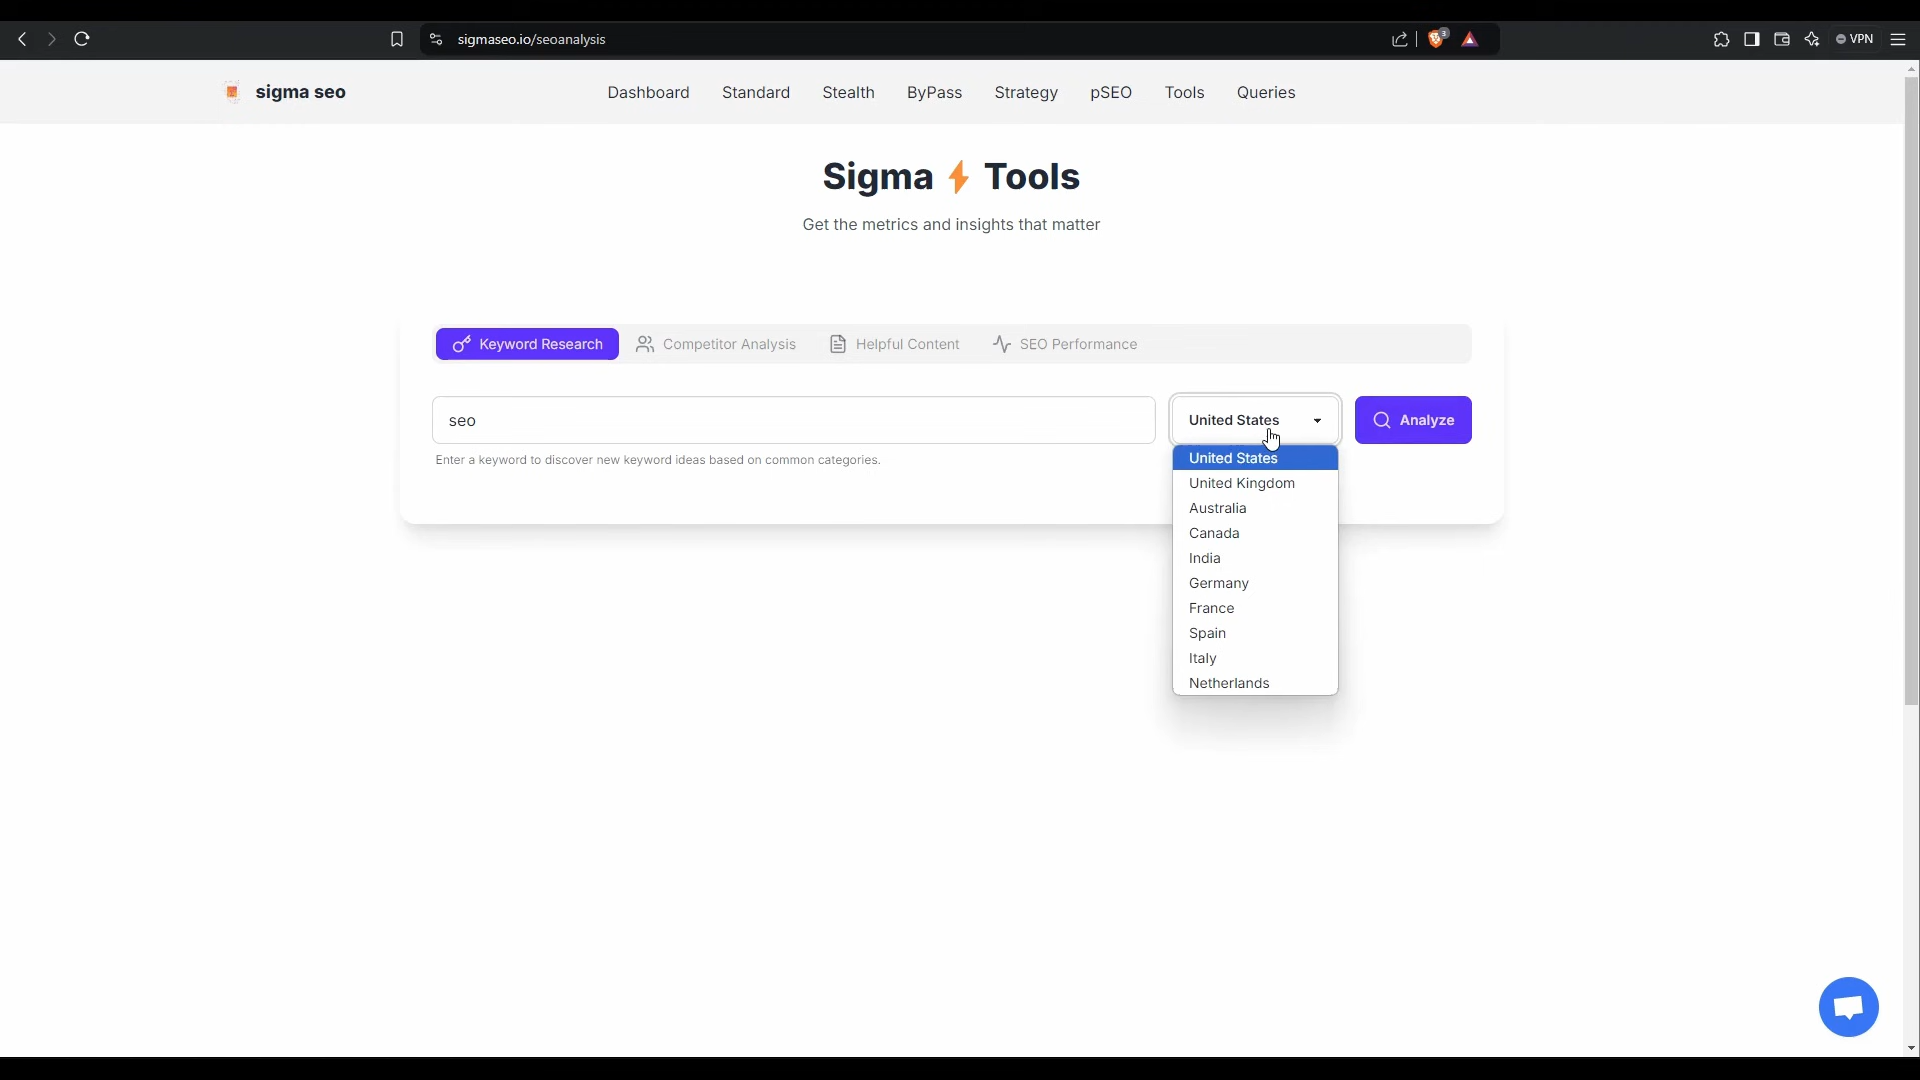 sigmaseo.io/seoanalysis
3
VPN
sigma seo
Dashboard Standard Stealth ByPass Strategy pSEO Tools Queries
Sigma Tools
Get the metrics and insights that matter
Keyword Research Competitor Analysis Helpful Content SEO Performance
seo
United States
Analyze
Enter a keyword to discover new keyword ideas based on common categories.
United States
United Kingdom
Australia
Canada
India
Germany
France
Spain
Italy
Netherlands